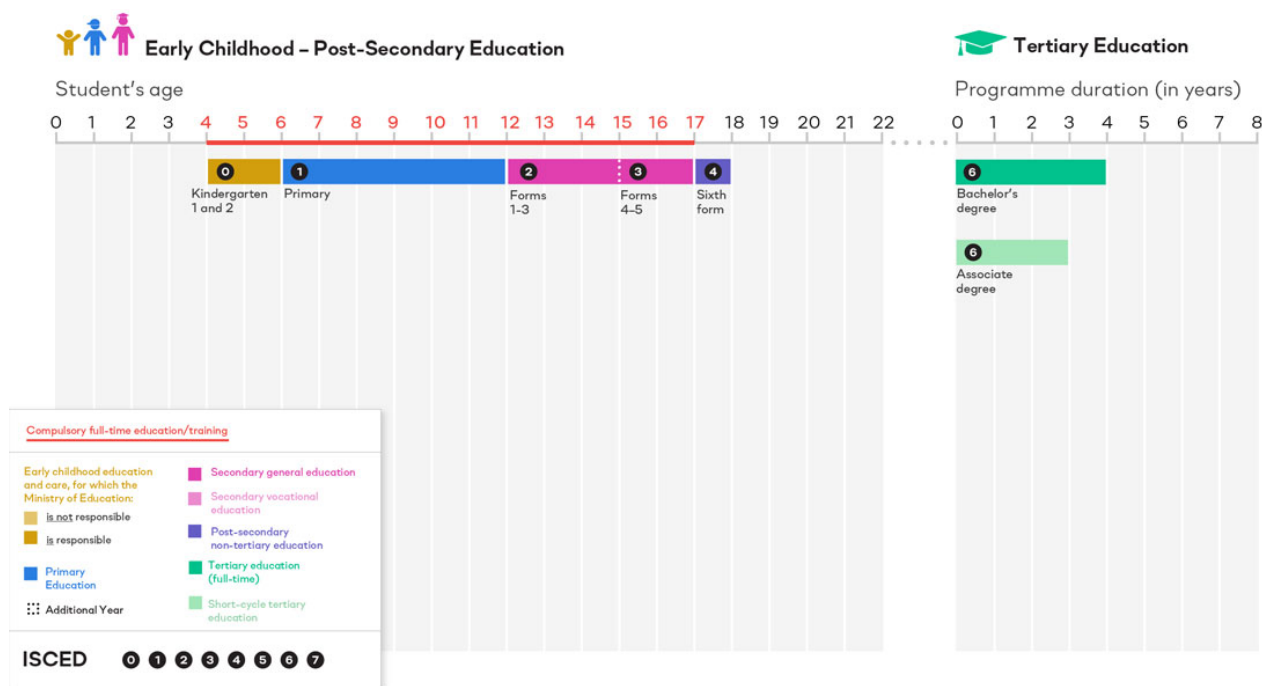 Early Childhood – Post-Secondary Education
Student's age
0 1 2 3 4 5 6 7 8 9 10 11 12 13 14 15 16 17 18 19 20 21 22
0
Kindergarten
1 and 2
1
Primary
2
Forms
1-3
3
Forms
4–5
4
Sixth
form
Tertiary Education
Programme duration (in years)
0 1 2 3 4 5 6 7 8
6
Bachelor's
degree
6
Associate
degree
Compulsory full-time education/training
Early childhood education
and care, for which the
Ministry of Education:
is not responsible
is responsible
Primary
Education
Additional Year
Secondary general education
Secondary vocational
education
Post-secondary
non-tertiary education
Tertiary education
(full-time)
Short-cycle tertiary
education
ISCED 0 1 2 3 4 5 6 7